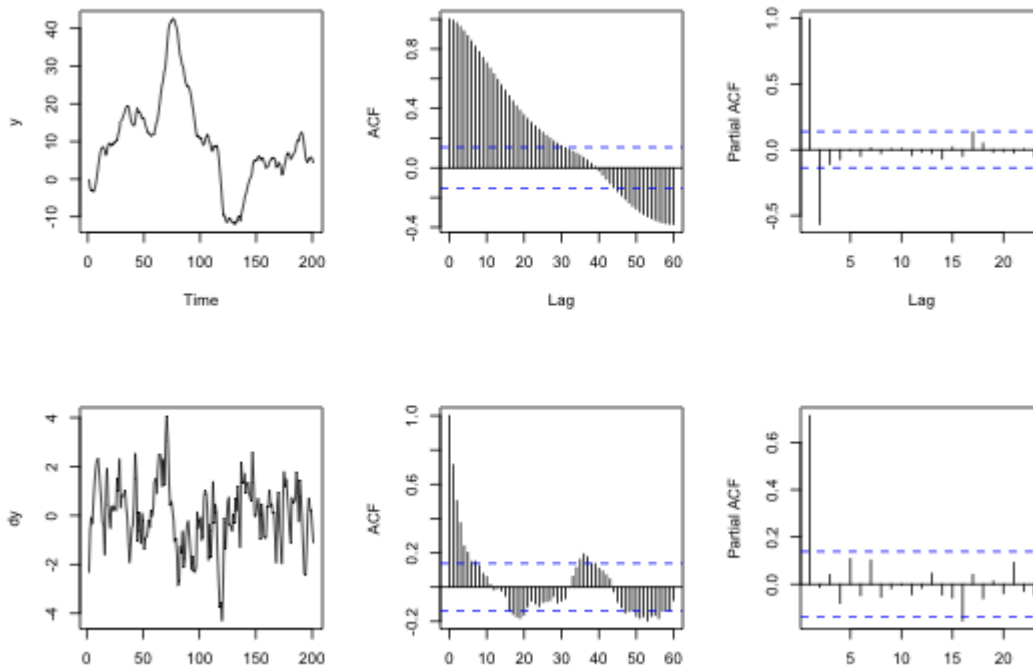 y
-10 0 10 20 30 40
0 50 100 150 200
Time
ACF
-0.4 0.0 0.4 0.8
0 10 20 30 40 50 60
Lag
Partial ACF
-0.5 0.0 0.5 1.0
5 10 15 20
Lag
dy
-4 -2 0 2 4
0 50 100 150 200
ACF
-0.2 0.2 0.6 1.0
0 10 20 30 40 50 60
Partial ACF
0.0 0.2 0.4 0.6
5 10 15 20